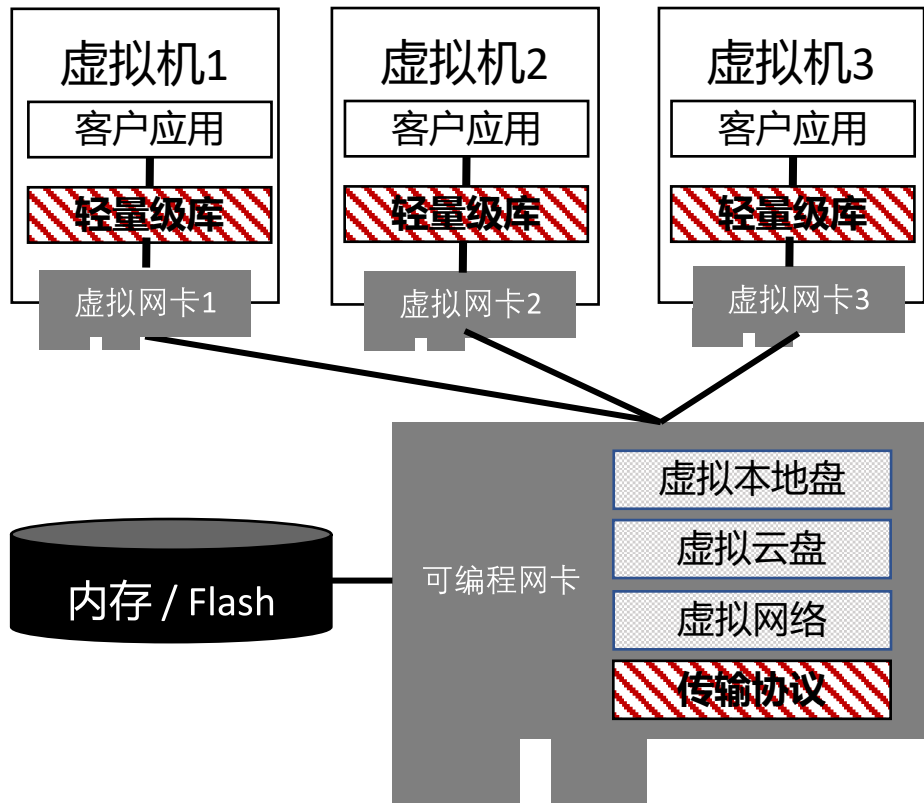 虚拟机1
客户应用
轻量级库
虚拟网卡1
虚拟机2
客户应用
轻量级库
虚拟网卡2
虚拟机3
客户应用
轻量级库
虚拟网卡3
内存 / Flash
可编程网卡
虚拟本地盘
虚拟云盘
虚拟网络
传输协议